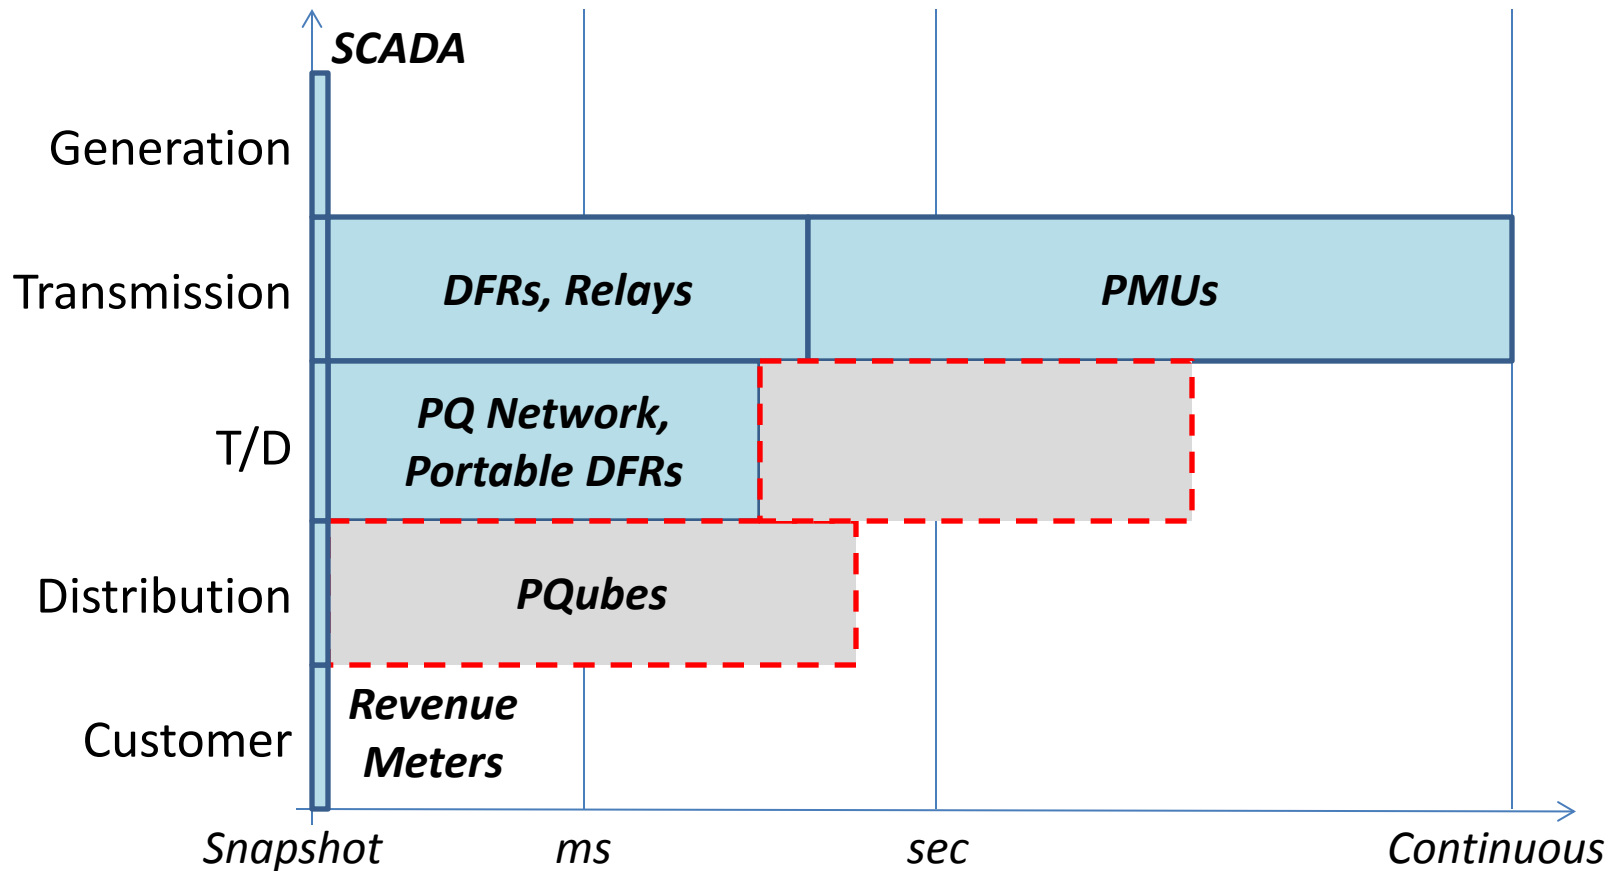 SCADA
Generation
Transmission
DFRs, Relays
PMUs
T/D
PQ Network,
Portable DFRs
Distribution
PQubes
Customer
Revenue
Meters
Snapshot
ms
sec
Continuous